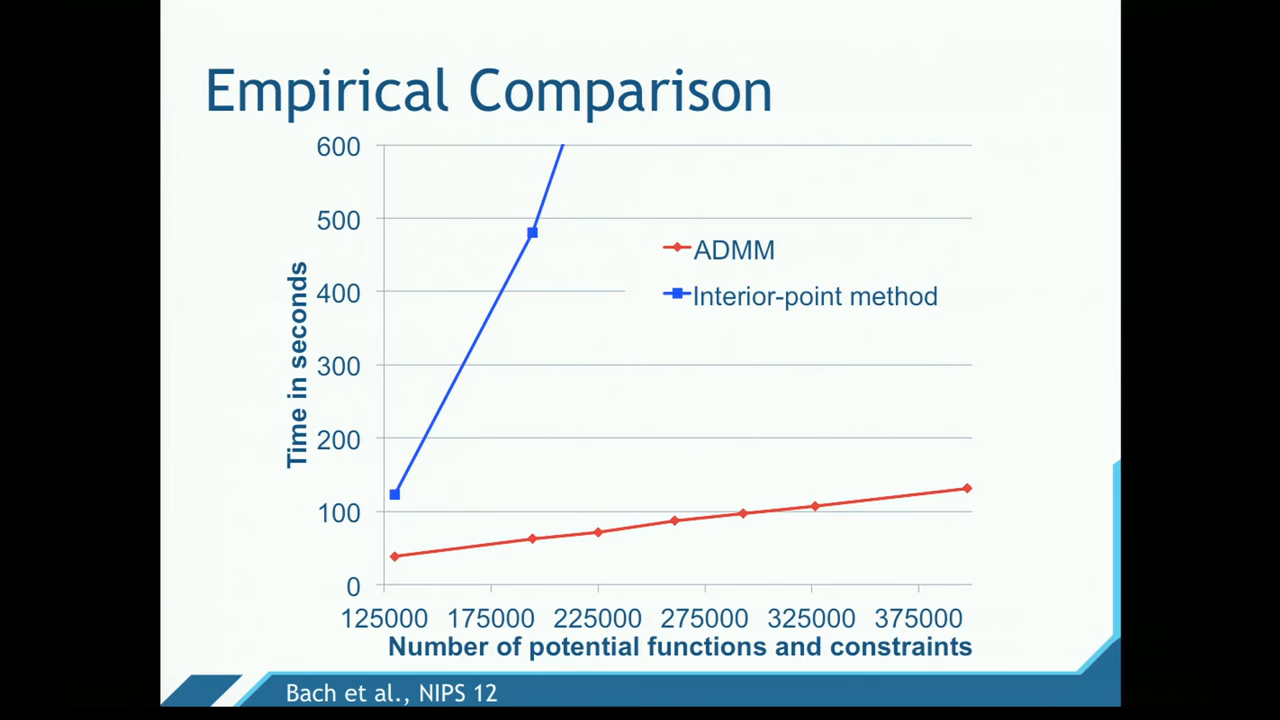 Empirical Comparison
600
500
400
300
200
100
0
Time in seconds
ADMM
Interior-point method
125000 175000 225000 275000 325000 375000
Number of potential functions and constraints
Bach et al., NIPS 12